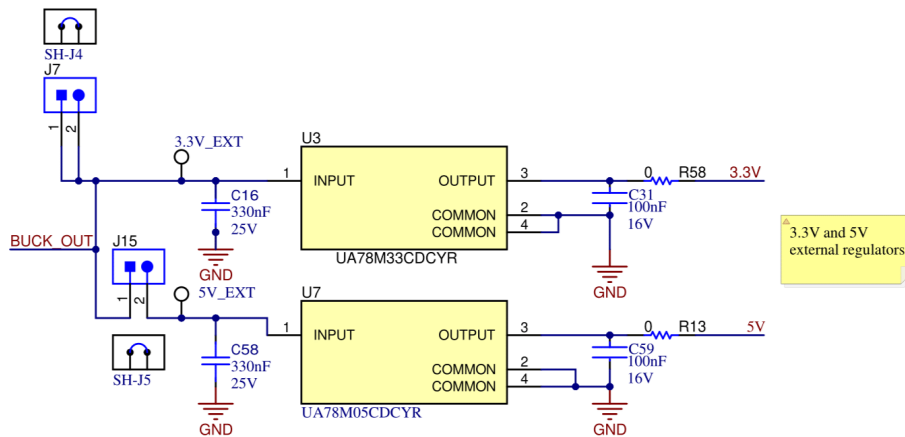 SH-J4
J7
1
2
3.3V_EXT
U3
1
INPUT
OUTPUT
3
COMMON
2
COMMON
4
UA78M33CDCYR
C16
330nF
25V
GND
0
R58
3.3V
C31
100nF
16V
GND
BUCK_OUT
J15
1
2
5V_EXT
SH-J5
C58
330nF
25V
GND
U7
1
INPUT
OUTPUT
3
COMMON
2
COMMON
4
UA78M05CDCYR
0
R13
5V
C59
100nF
16V
GND
3.3V and 5V
external regulators